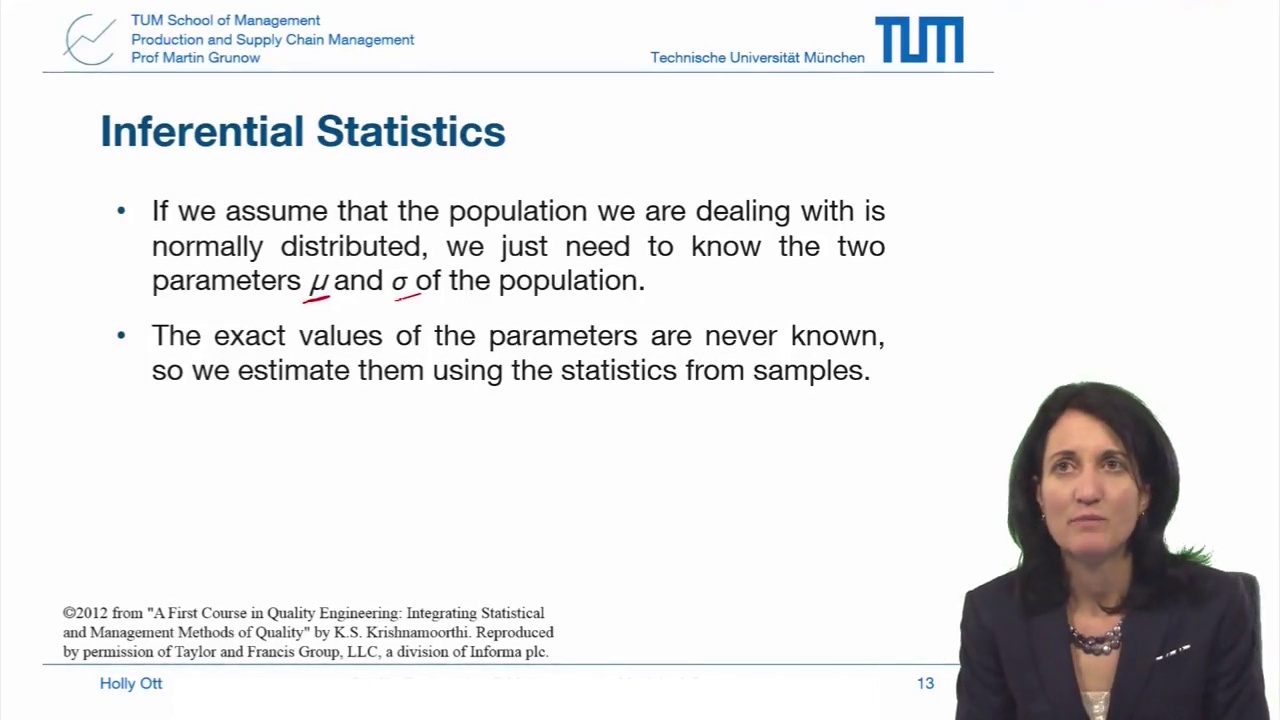 TUM School of Management
Production and Supply Chain Management
Prof Martin Grunow
Technische Universität München
TUM
Inferential Statistics
• If we assume that the population we are dealing with is
normally distributed, we just need to know the two
parameters μ and σ of the population.
• The exact values of the parameters are never known,
so we estimate them using the statistics from samples.
©2012 from "A First Course in Quality Engineering: Integrating Statistical
and Management Methods of Quality" by K.S. Krishnamoorthi. Reproduced
by permission of Taylor and Francis Group, LLC, a division of Informa plc.
Holly Ott
13